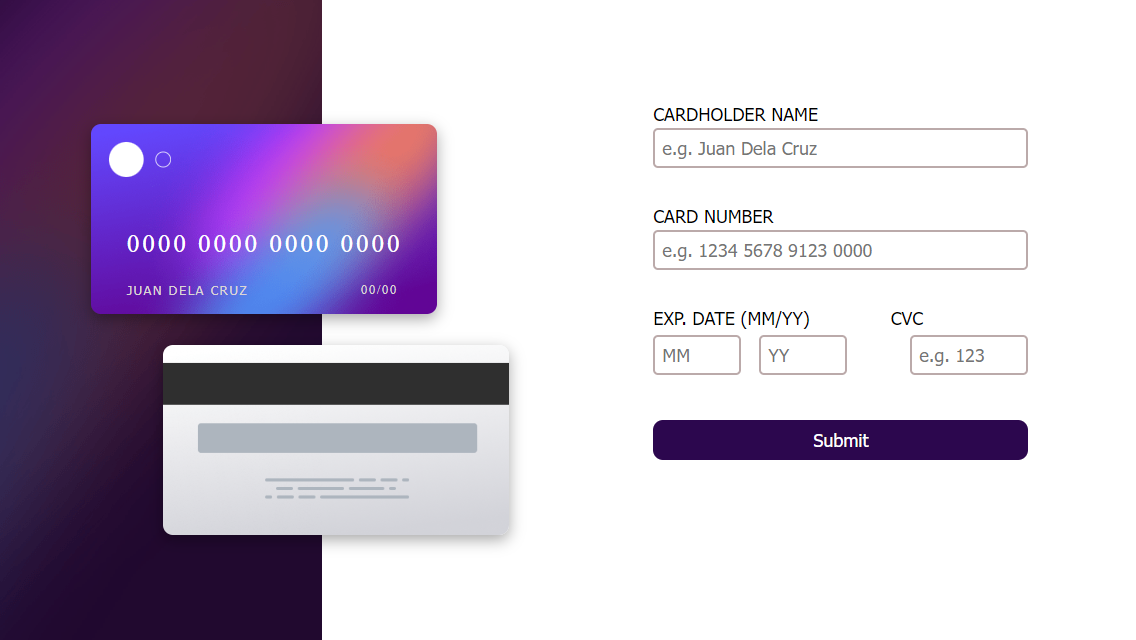 0000 0000 0000 0000
JUAN DELA CRUZ 00/00
CARDHOLDER NAME
e.g. Juan Dela Cruz
CARD NUMBER
e.g. 1234 5678 9123 0000
EXP. DATE (MM/YY) CVC
MM YY e.g. 123
Submit